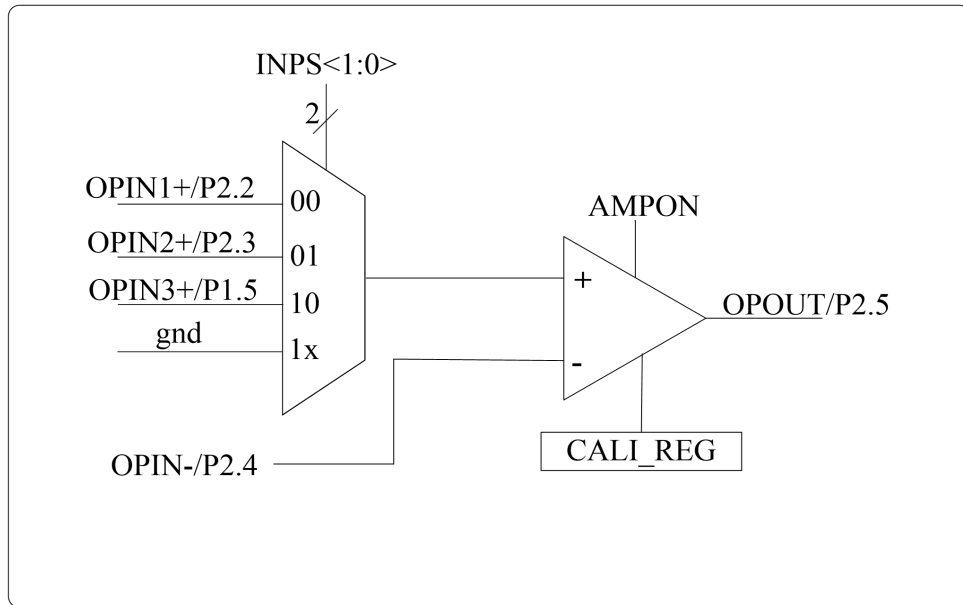 INPS<1:0>
2
OPIN1+/P2.2
00
OPIN2+/P2.3
01
OPIN3+/P1.5
10
gnd
1x
OPIN-/P2.4
AMPON
+
-
OPOUT/P2.5
CALI_REG